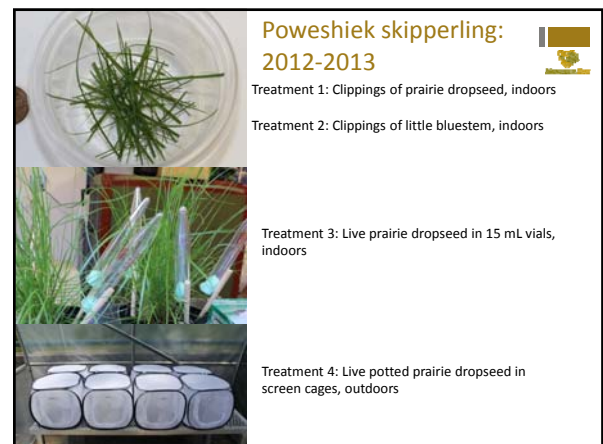 Poweshiek skipperling:
2012-2013
Treatment 1: Clippings of prairie dropseed, indoors
Treatment 2: Clippings of little bluestem, indoors
Treatment 3: Live prairie dropseed in 15 mL vials,
indoors
Treatment 4: Live potted prairie dropseed in
screen cages, outdoors